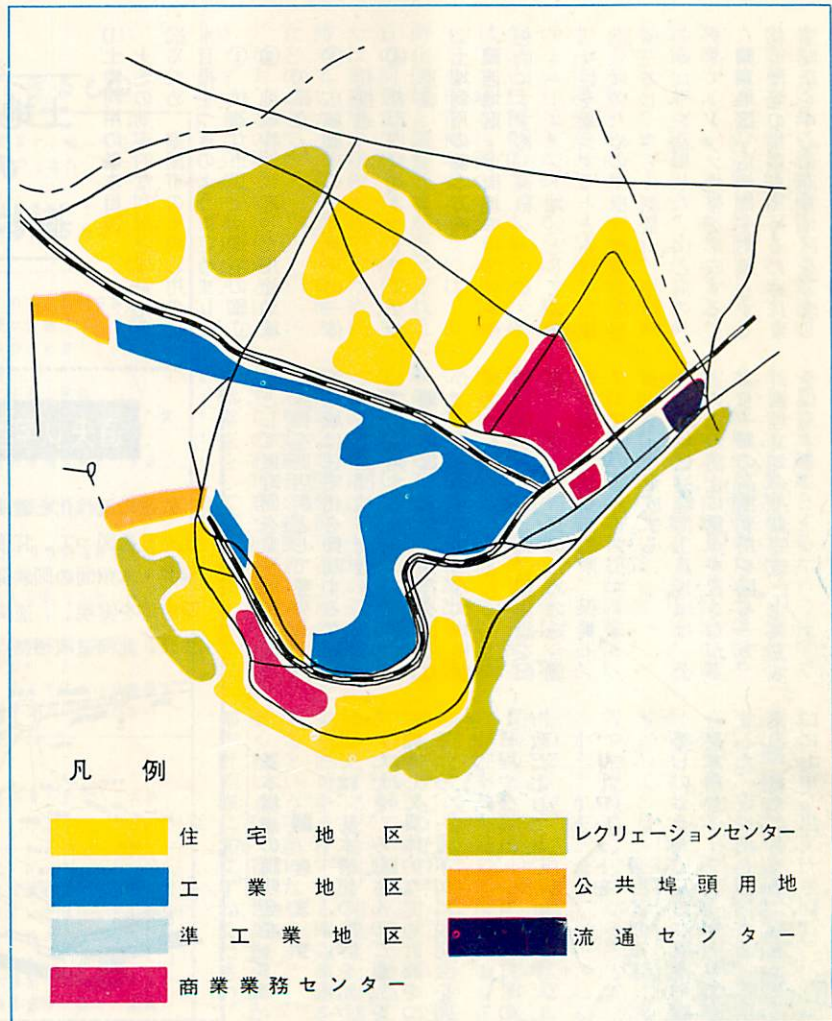 凡例
住宅地区
工業地区
準工業地区
商業業務センター
レクリェーションセンター
公共埠頭用地
流通センター